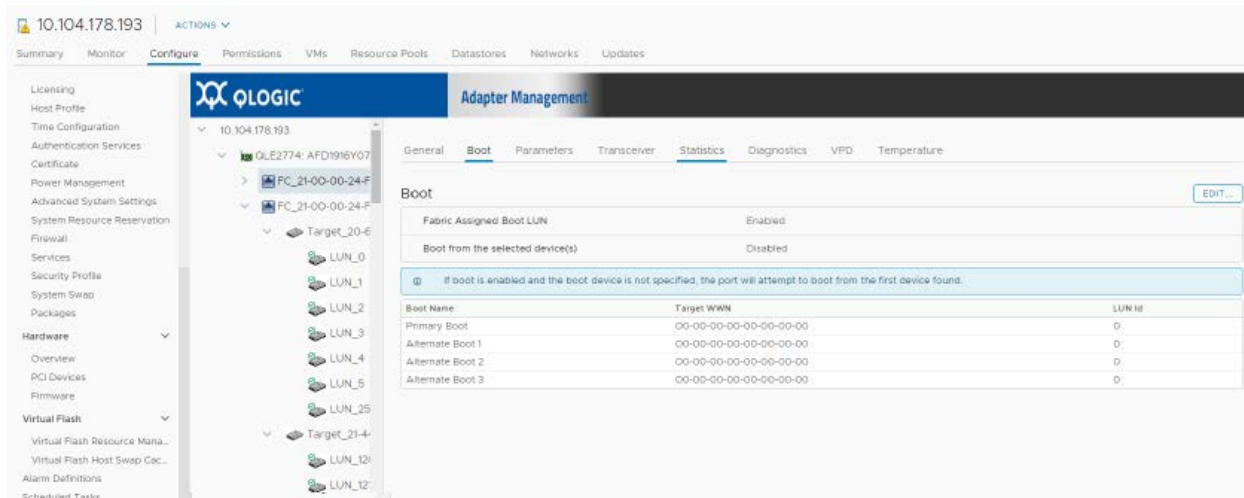 10.104.178.193
ACTIONS
Summary Monitor Configure Permissions VMs Resource Pools Datastores Networks Updates
Licensing
Host Profile
Time Configuration
Authentication Services
Certificate
Power Management
Advanced System Settings
System Resource Reservation
Firewall
Services
Security Profile
System Swap
Packages
Hardware
Overview
PCI Devices
Firmware
Virtual Flash
Virtual Flash Resource Mana...
Virtual Flash Host Swap Cac...
Alarm Definitions
Scheduled Tasks
QLOGIC
Adapter Management
10.104.178.193
QLE2774: AFD1916Y07
FC_21-00-00-24-F
FC_21-00-00-24-F
Target_20-6
LUN_0
LUN_1
LUN_2
LUN_3
LUN_4
LUN_5
LUN_25
Target_21-4
LUN_12
LUN_12
General Boot Parameters Transceiver Statistics Diagnostics VPD Temperature
Boot
EDIT...
Fabric Assigned Boot LUN Enabled
Boot from the selected device(s) Disabled
If boot is enabled and the boot device is not specified, the port will attempt to boot from the first device found.
Boot Name Target WWN LUN Id
Primary Boot 00-00-00-00-00-00-00-00 0
Alternate Boot 1 00-00-00-00-00-00-00-00 0
Alternate Boot 2 00-00-00-00-00-00-00-00 0
Alternate Boot 3 00-00-00-00-00-00-00-00 0